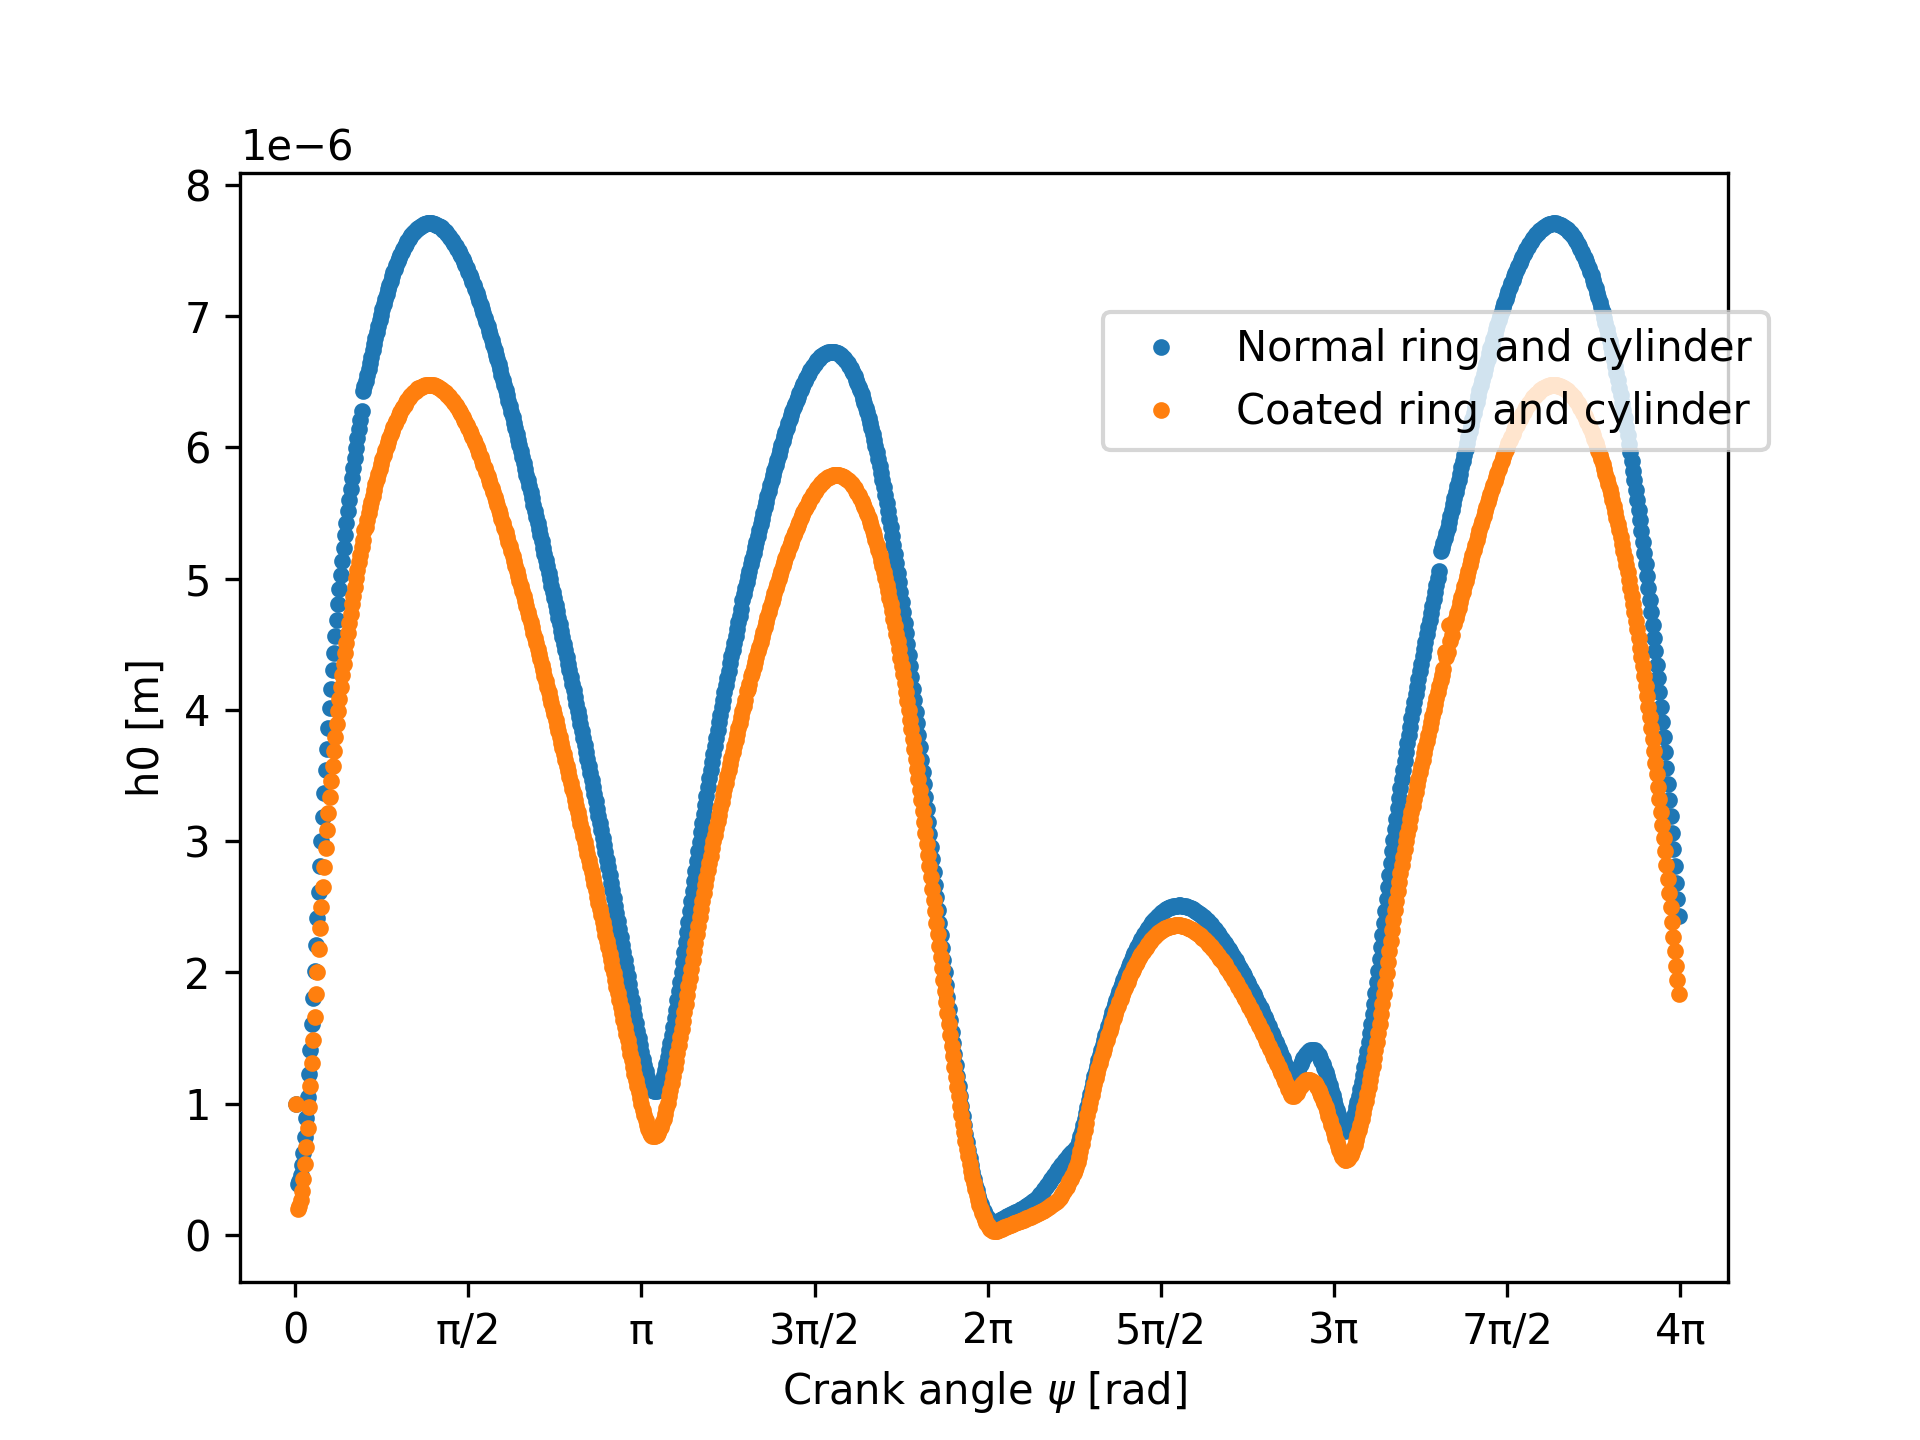 1e−6
8
7
6
5
4
3
2
1
0
h0 [m]
Normal ring and cylinder
Coated ring and cylinder
0 π/2 π 3π/2 2π 5π/2 3π 7π/2 4π
Crank angle ψ [rad]